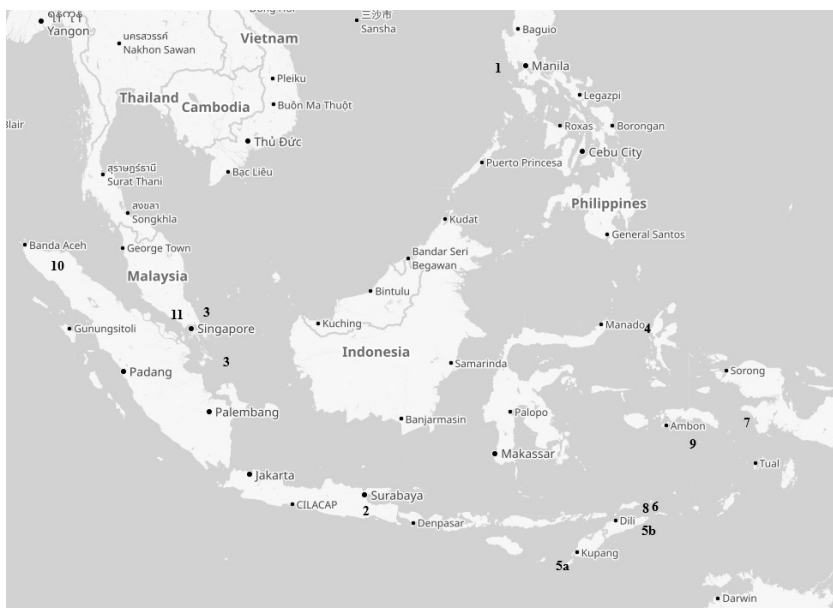 Yangon
นครสวรรค์
Nakhon Sawan
Vietnam
三沙市
Sansha
Baguio
1
Manila
Thailand
Cambodia
Pleiku
Buôn Ma Thuột
Legazpi
Blair
Thủ Đức
Roxas
Borongan
Cebu City
สุราษฎร์ธานี
Surat Thani
Bạc Liêu
Puerto Princesa
สงขลา
Songkhla
Kudat
Philippines
General Santos
Banda Aceh
George Town
10
Malaysia
Bandar Seri
Begawan
Bintulu
11
3
Gunungsitoli
Singapore
Kuching
Manado
4
Indonesia
3
Samarinda
Padang
Sorong
Palembang
Banjarmasin
Palopo
Ambon
7
9
Makassar
Tual
Jakarta
Surabaya
CILACAP
2
Denpasar
8
6
Dili
5b
Kupang
5a
Darwin